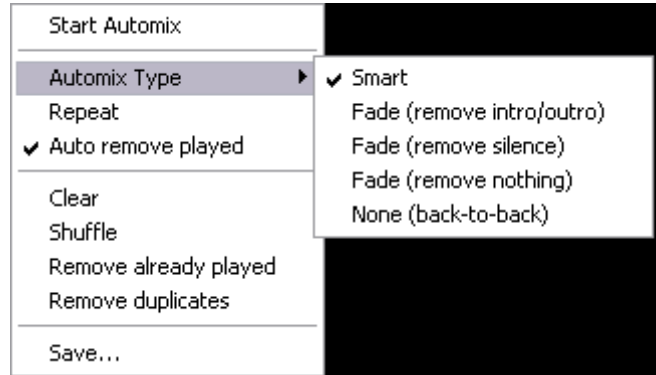 Start Automix
Automix Type
Repeat
Auto remove played
Clear
Shuffle
Remove already played
Remove duplicates
Save...
Smart
Fade (remove intro/outro)
Fade (remove silence)
Fade (remove nothing)
None (back-to-back)